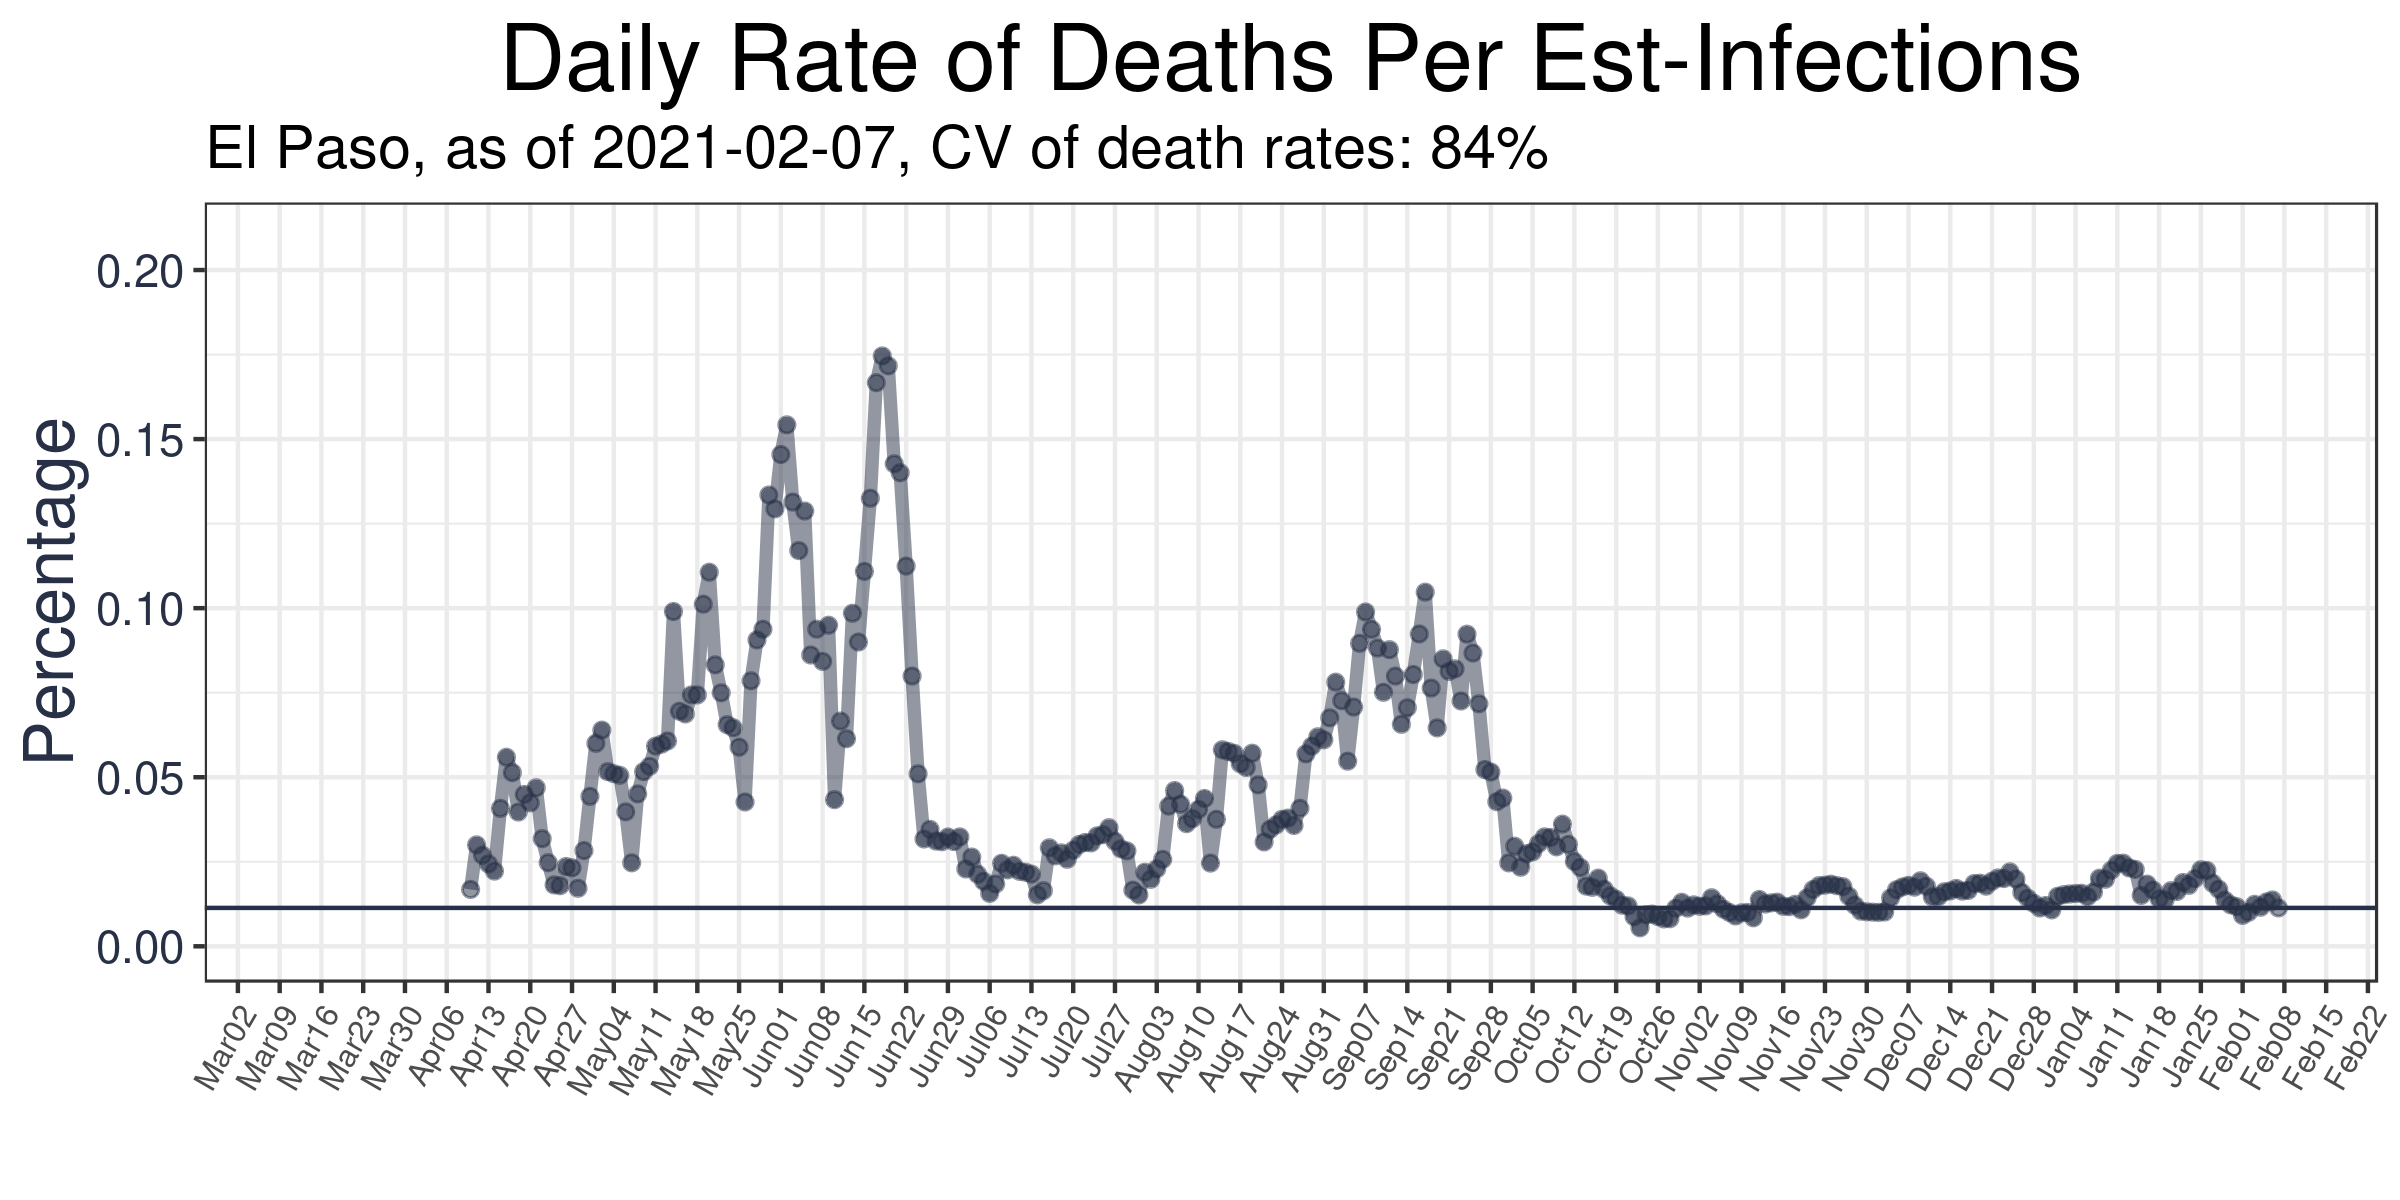 Daily Rate of Deaths Per Est-Infections
El Paso, as of 2021-02-07, CV of death rates: 84%
Percentage
0.20
0.15
0.10
0.05
0.00
Mar02
Mar09
Mar16
Mar23
Mar30
Apr06
Apr13
Apr20
Apr27
May04
May11
May18
May25
Jun01
Jun08
Jun15
Jun22
Jun29
Jul06
Jul13
Jul20
Jul27
Aug03
Aug10
Aug17
Aug24
Aug31
Sep07
Sep14
Sep21
Sep28
Oct05
Oct12
Oct19
Oct26
Nov02
Nov09
Nov16
Nov23
Nov30
Dec07
Dec14
Dec21
Dec28
Jan04
Jan11
Jan18
Jan25
Feb01
Feb08
Feb15
Feb22